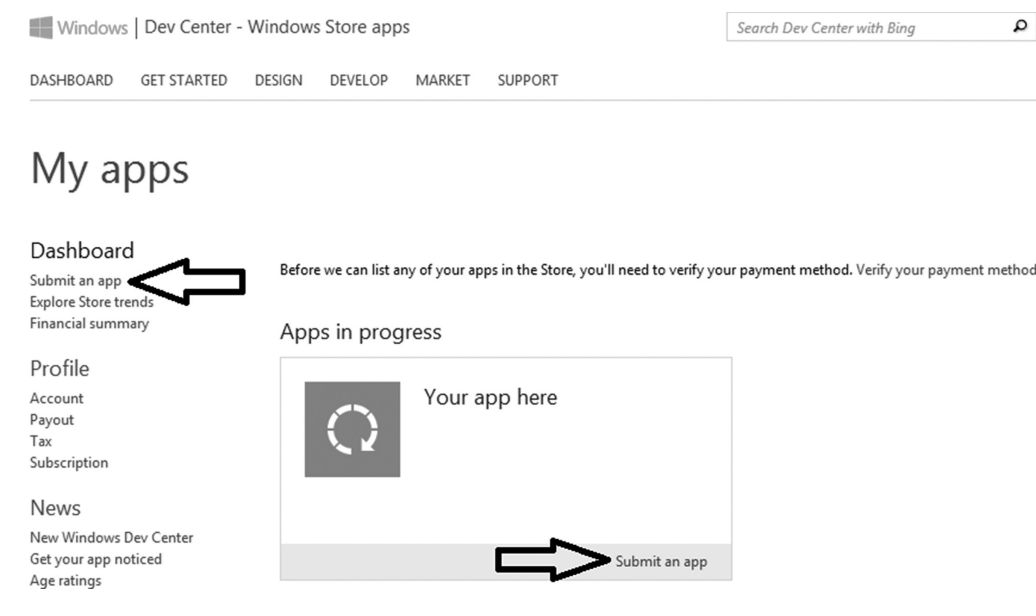 Windows | Dev Center - Windows Store apps
Search Dev Center with Bing
DASHBOARD GET STARTED DESIGN DEVELOP MARKET SUPPORT
My apps
Dashboard
Submit an app
Explore Store trends
Financial summary
Profile
Account
Payout
Tax
Subscription
News
New Windows Dev Center
Get your app noticed
Age ratings
Before we can list any of your apps in the Store, you'll need to verify your payment method. Verify your payment method
Apps in progress
Your app here
Submit an app